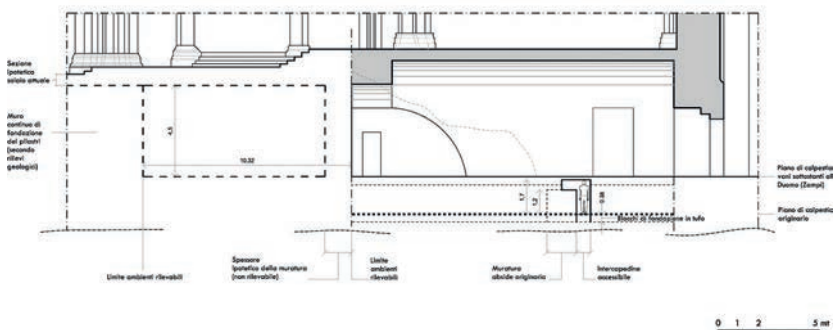 Sezione
ipotetica
solaio attuale
Muro
continuo di
fondazione
dei pilastri
(secondo
rilievi
geologici)
4,5
10,52
1,7
1,2
0,28
Piano di calpestio
vani sottostanti al
Duomo (Zampi)
Piano di calpestio
originario
Blocchi di fondazione in tufo
Limite ambienti rilevabili
Spessore
ipotetico della muratura
(non rilevabile)
Limite
ambienti
rilevabili
Muratura
abside originaria
Intercapedine
accessibile
0 1 2 5 mt